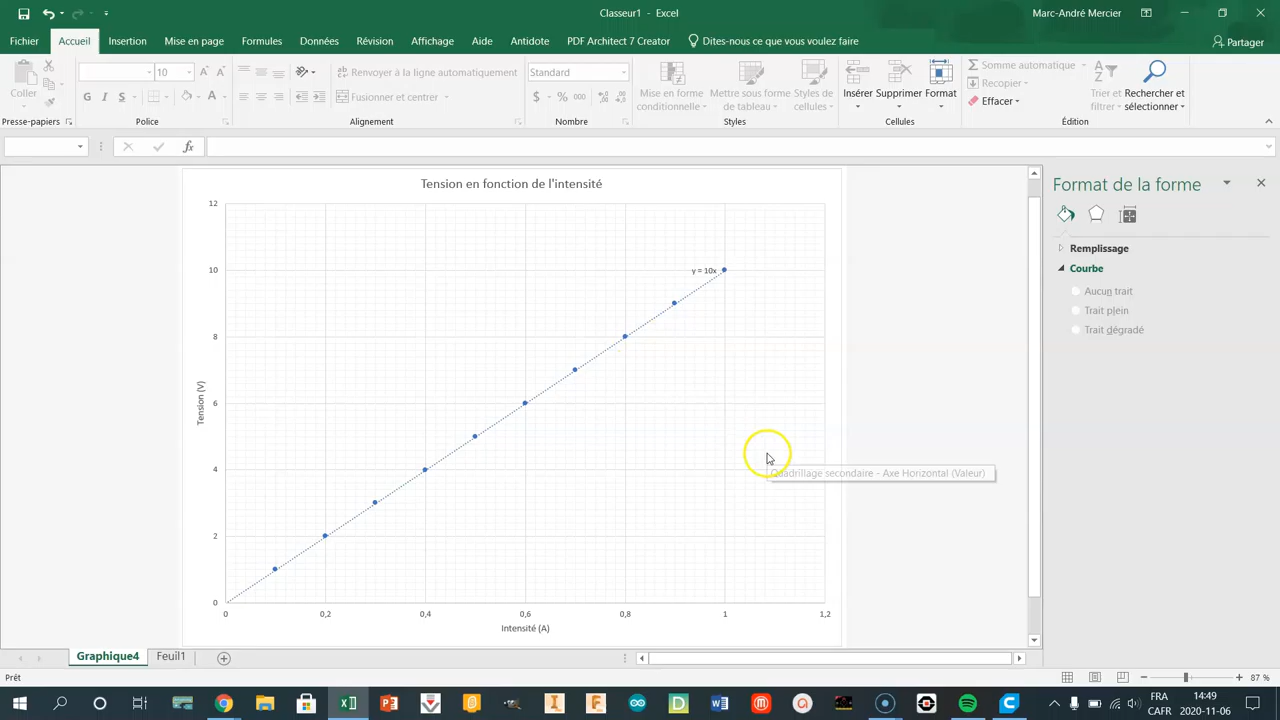 Classeur1 - Excel
Marc-André Mercier
Fichier Accueil Insertion Mise en page Formules Données Révision Affichage Aide Antidote PDF Architect 7 Creator Dites-nous ce que vous voulez faire Partager
Coller
Presse-papiers
10
G I S A A A
Police
Renvoyer à la ligne automatiquement
Fusionner et centrer
Alignement
Standard
$ % 000
Nombre
Mise en forme
conditionnelle
Mettre sous forme
de tableau
Styles de
cellules
Styles
Insérer Supprimer Format
Cellules
Somme automatique
Recopier
Effacer
Trier et
filtrer
Rechercher et
sélectionner
Édition
fx
Tension en fonction de l'intensité
12
10
8
6
4
2
0
Tension (V)
y = 10x
Quadrillage secondaire - Axe Horizontal (Valeur)
0 0,2 0,4 0,6 0,8 1 1,2
Intensité (A)
Format de la forme
Remplissage
Courbe
Aucun trait
Trait plein
Trait dégradé
Graphique4 Feuil1
Prêt
87 %
FRA
CAFR
14:49
2020-11-06